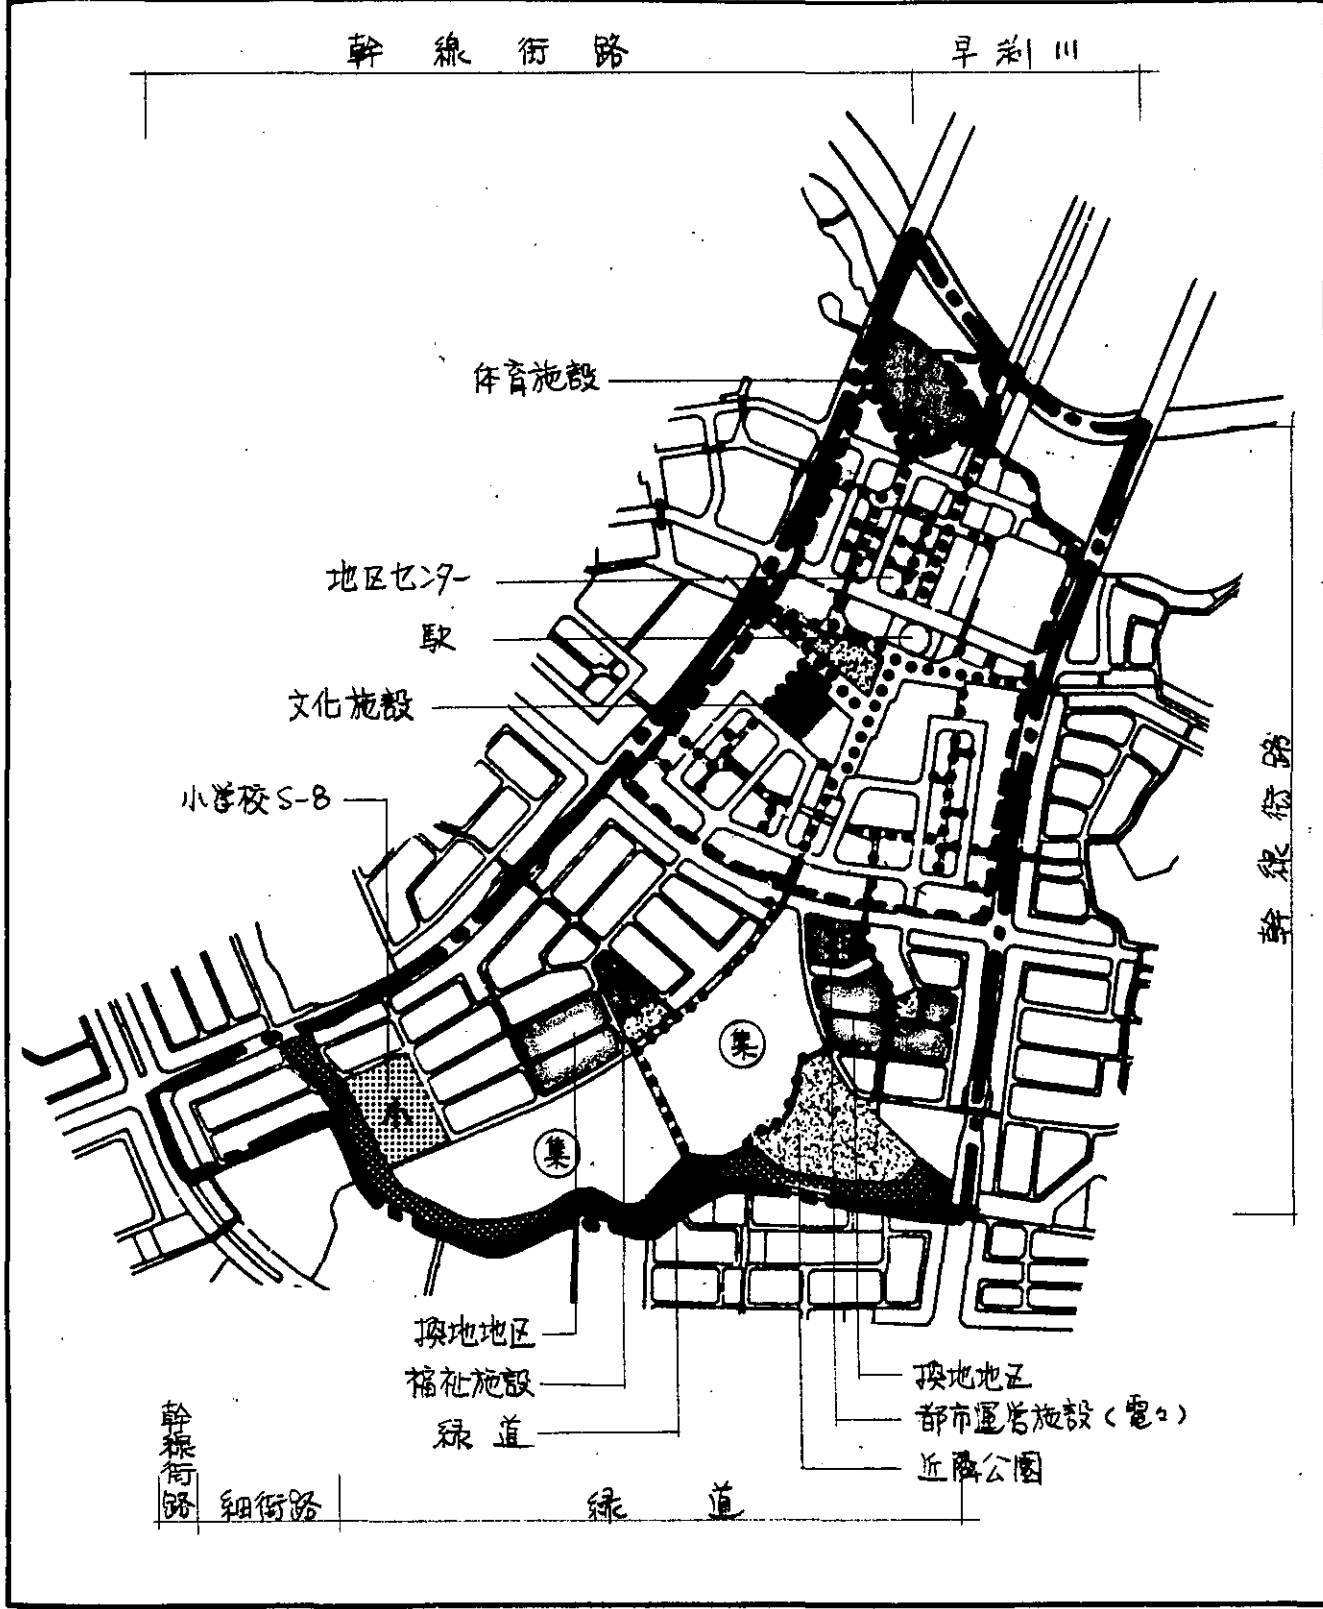 幹線街路
早渕川
体育施設
地区センター
駅
文化施設
小学校S-8
幹線街路
集
小
集
換地地区
福祉施設
緑道
換地地区
都市運営施設(電々)
近隣公園
幹線街路
細街路
緑道